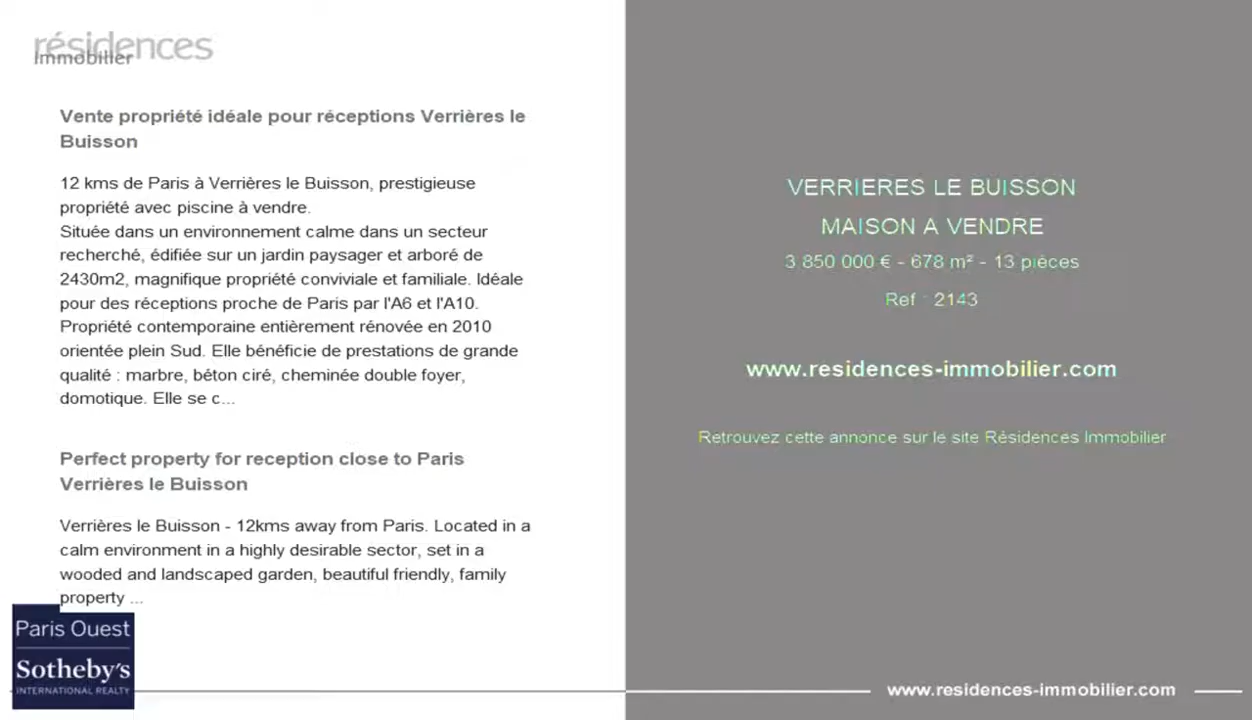 résidences
Immobilier
Vente propriété idéale pour réceptions Verrières le
Buisson
12 kms de Paris à Verrières le Buisson, prestigieuse
propriété avec piscine à vendre.
Située dans un environnement calme dans un secteur
recherché, édifiée sur un jardin paysager et arboré de
2430m2, magnifique propriété conviviale et familiale. Idéale
pour des réceptions proche de Paris par l'A6 et l'A10.
Propriété contemporaine entièrement rénovée en 2010
orientée plein Sud. Elle bénéficie de prestations de grande
qualité : marbre, béton ciré, cheminée double foyer,
domotique. Elle se c...
Perfect property for reception close to Paris
Verrières le Buisson
Verrières le Buisson - 12kms away from Paris. Located in a
calm environment in a highly desirable sector, set in a
wooded and landscaped garden, beautiful friendly, family
property ...
Paris Ouest
Sotheby's
INTERNATIONAL REALTY
VERRIERES LE BUISSON
MAISON A VENDRE
3 850 000 € - 678 m² - 13 pièces
Ref : 2143
www.residences-immobilier.com
Retrouvez cette annonce sur le site Résidences Immobilier
www.residences-immobilier.com